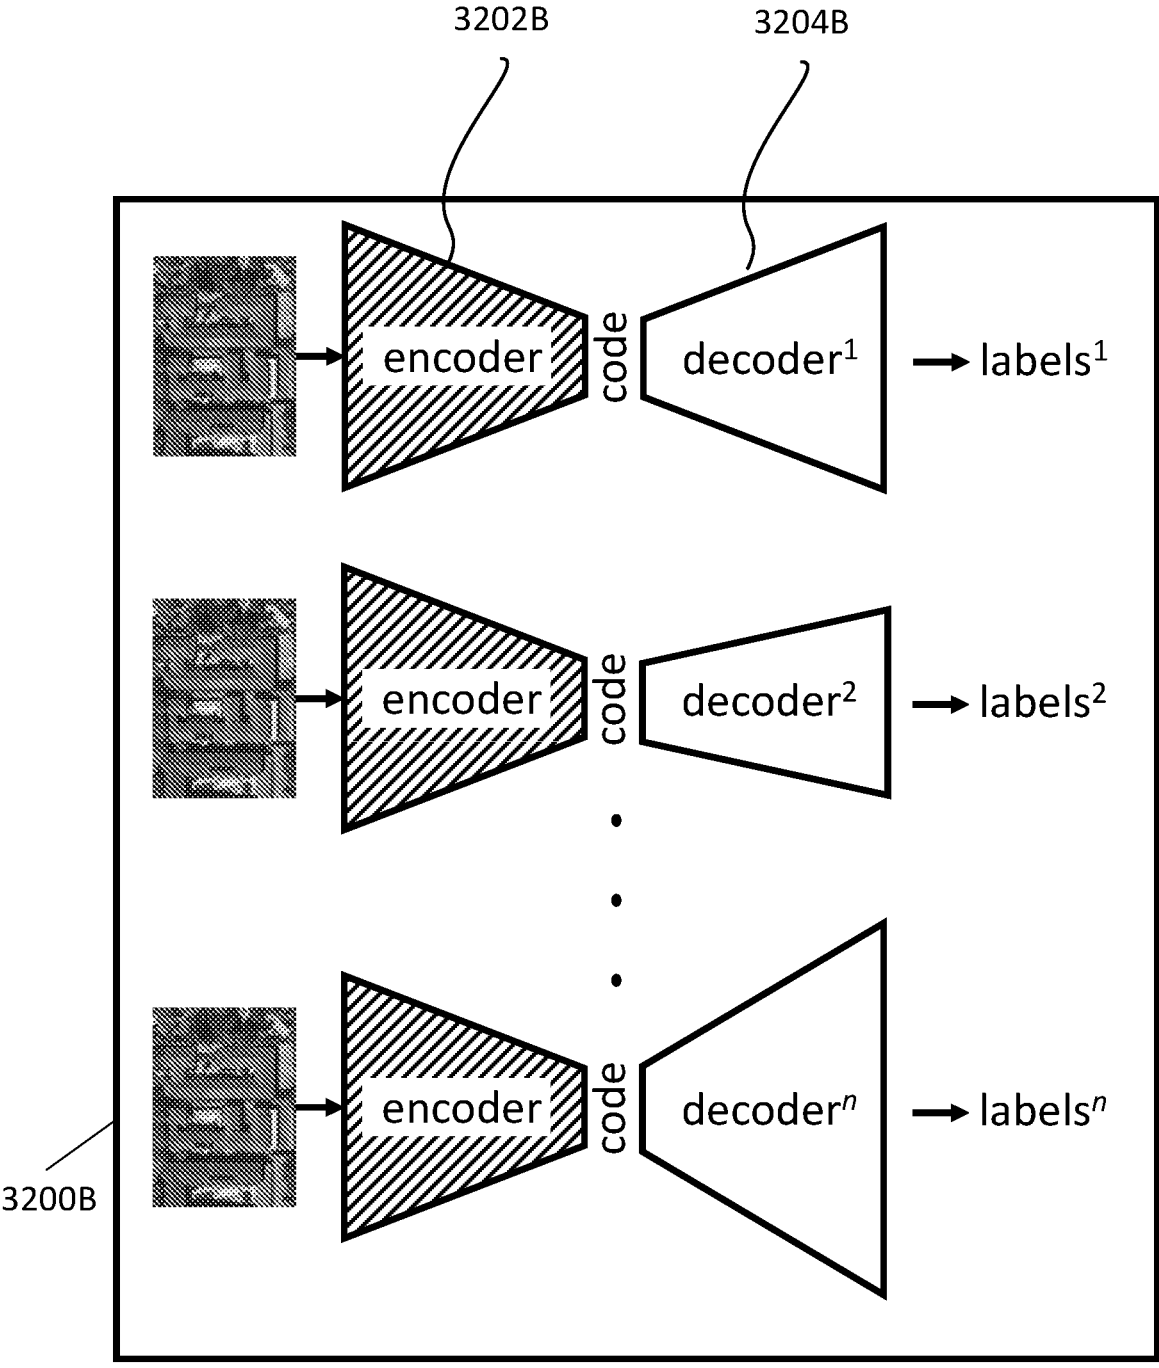 3202B
3204B
encoder
code
decoder¹
labels¹
encoder
code
decoder²
labels²
encoder
code
decoderⁿ
labelsⁿ
3200B